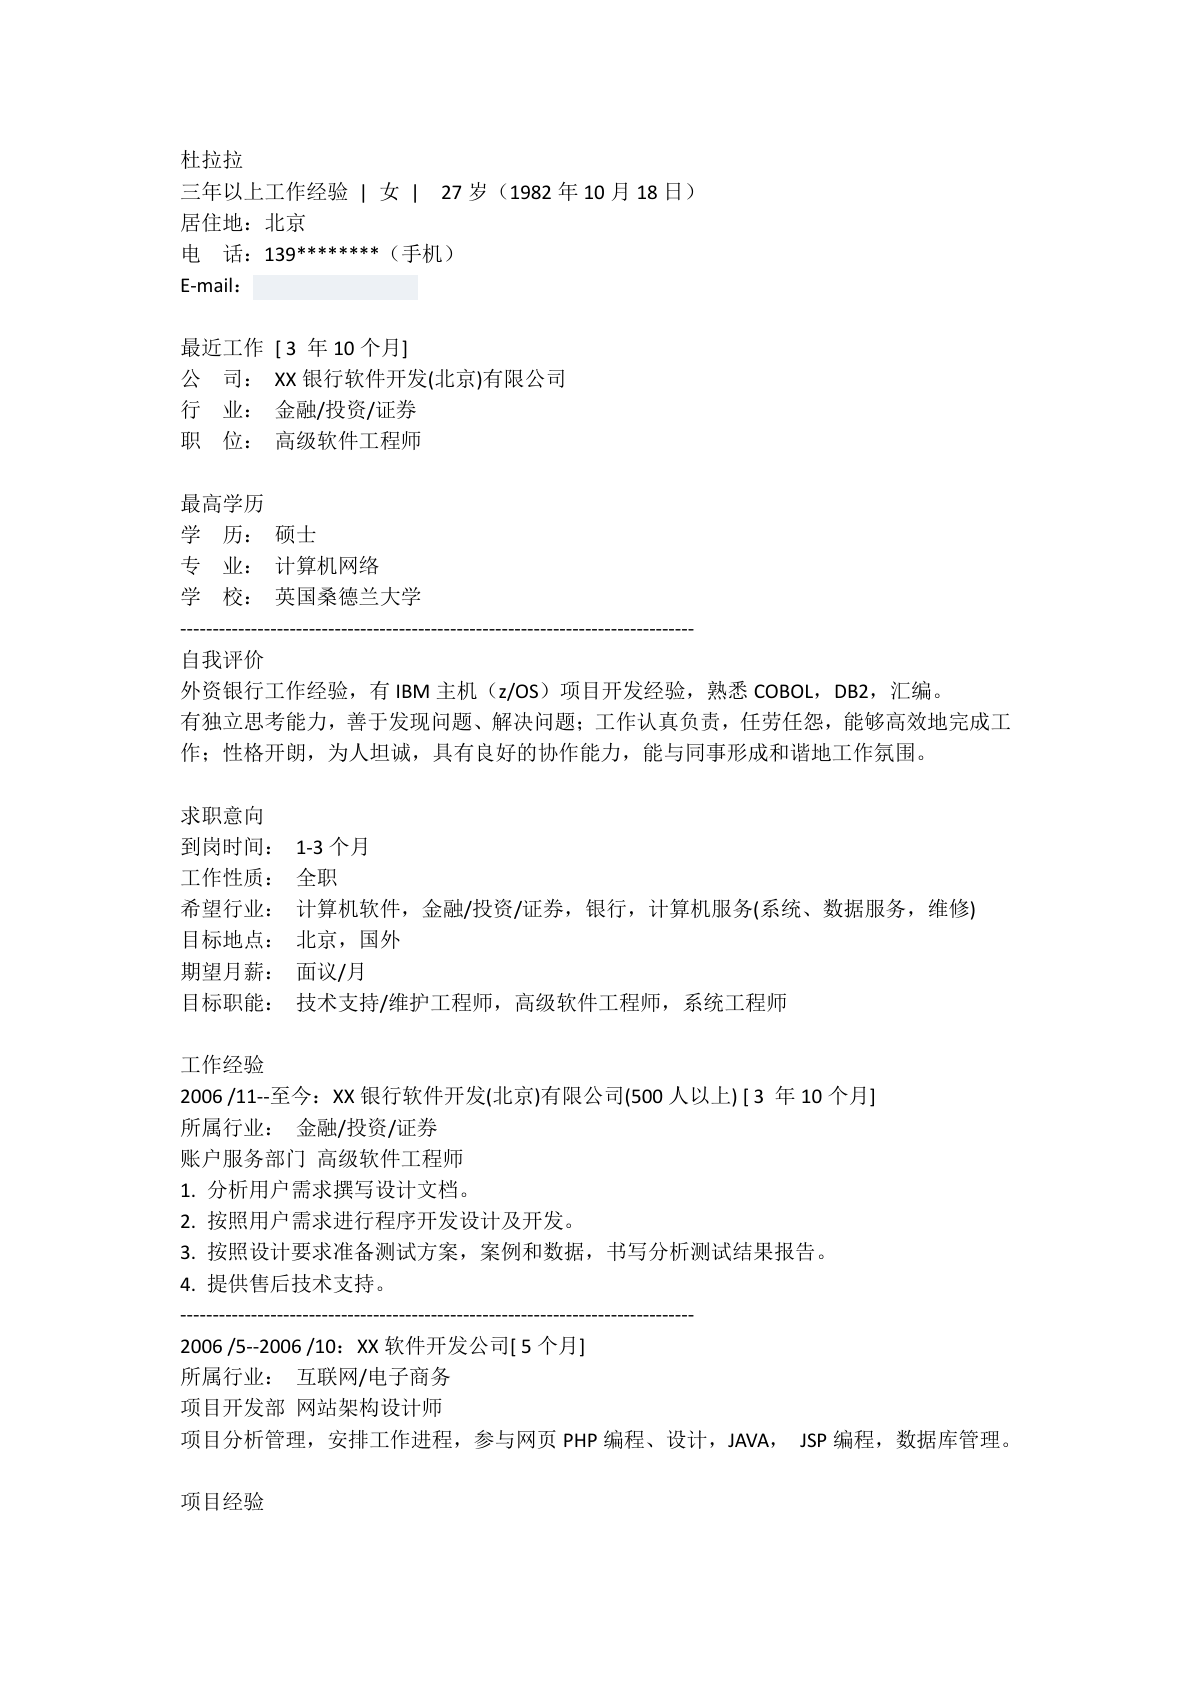 杜拉拉
三年以上工作经验 | 女 | 27 岁（1982 年 10 月 18 日）
居住地：北京
电　话：139********（手机）
E-mail：
最近工作 [ 3 年 10 个月]
公　司： XX 银行软件开发(北京)有限公司
行　业： 金融/投资/证券
职　位： 高级软件工程师
最高学历
学　历： 硕士
专　业： 计算机网络
学　校： 英国桑德兰大学
--------------------------------------------------------------------------------
自我评价
外资银行工作经验，有 IBM 主机（z/OS）项目开发经验，熟悉 COBOL，DB2，汇编。
有独立思考能力，善于发现问题、解决问题；工作认真负责，任劳任怨，能够高效地完成工
作；性格开朗，为人坦诚，具有良好的协作能力，能与同事形成和谐地工作氛围。
求职意向
到岗时间： 1-3 个月
工作性质： 全职
希望行业： 计算机软件，金融/投资/证券，银行，计算机服务(系统、数据服务，维修)
目标地点： 北京，国外
期望月薪： 面议/月
目标职能： 技术支持/维护工程师，高级软件工程师，系统工程师
工作经验
2006 /11--至今：XX 银行软件开发(北京)有限公司(500 人以上) [ 3 年 10 个月]
所属行业： 金融/投资/证券
账户服务部门 高级软件工程师
1. 分析用户需求撰写设计文档。
2. 按照用户需求进行程序开发设计及开发。
3. 按照设计要求准备测试方案，案例和数据，书写分析测试结果报告。
4. 提供售后技术支持。
--------------------------------------------------------------------------------
2006 /5--2006 /10：XX 软件开发公司[ 5 个月]
所属行业： 互联网/电子商务
项目开发部 网站架构设计师
项目分析管理，安排工作进程，参与网页 PHP 编程、设计，JAVA， JSP 编程，数据库管理。
项目经验